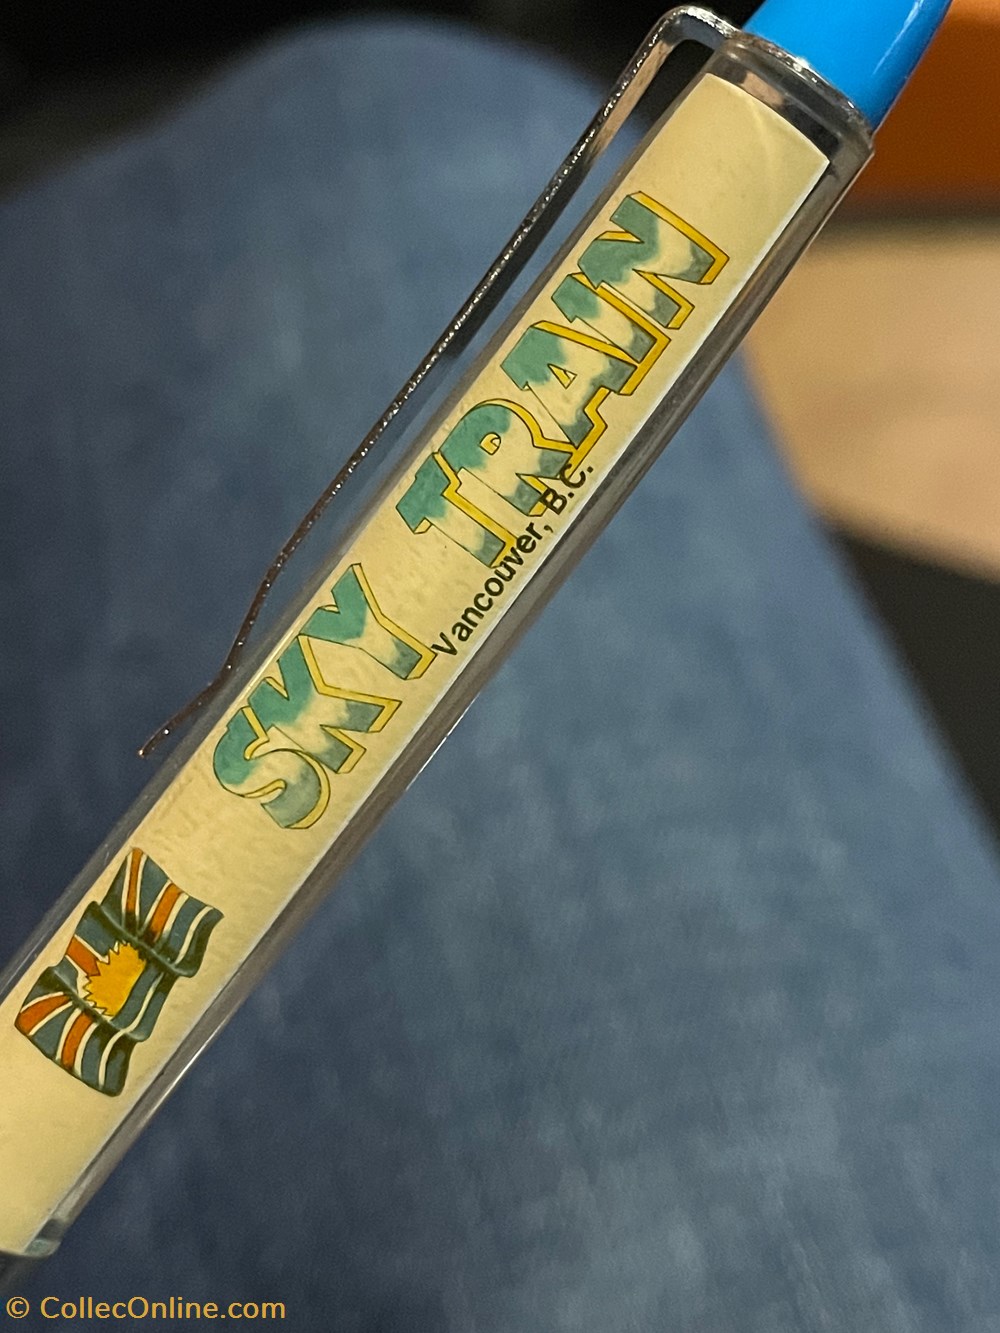 SKY TRAIN
Vancouver, B.C.
© CollecOnline.com